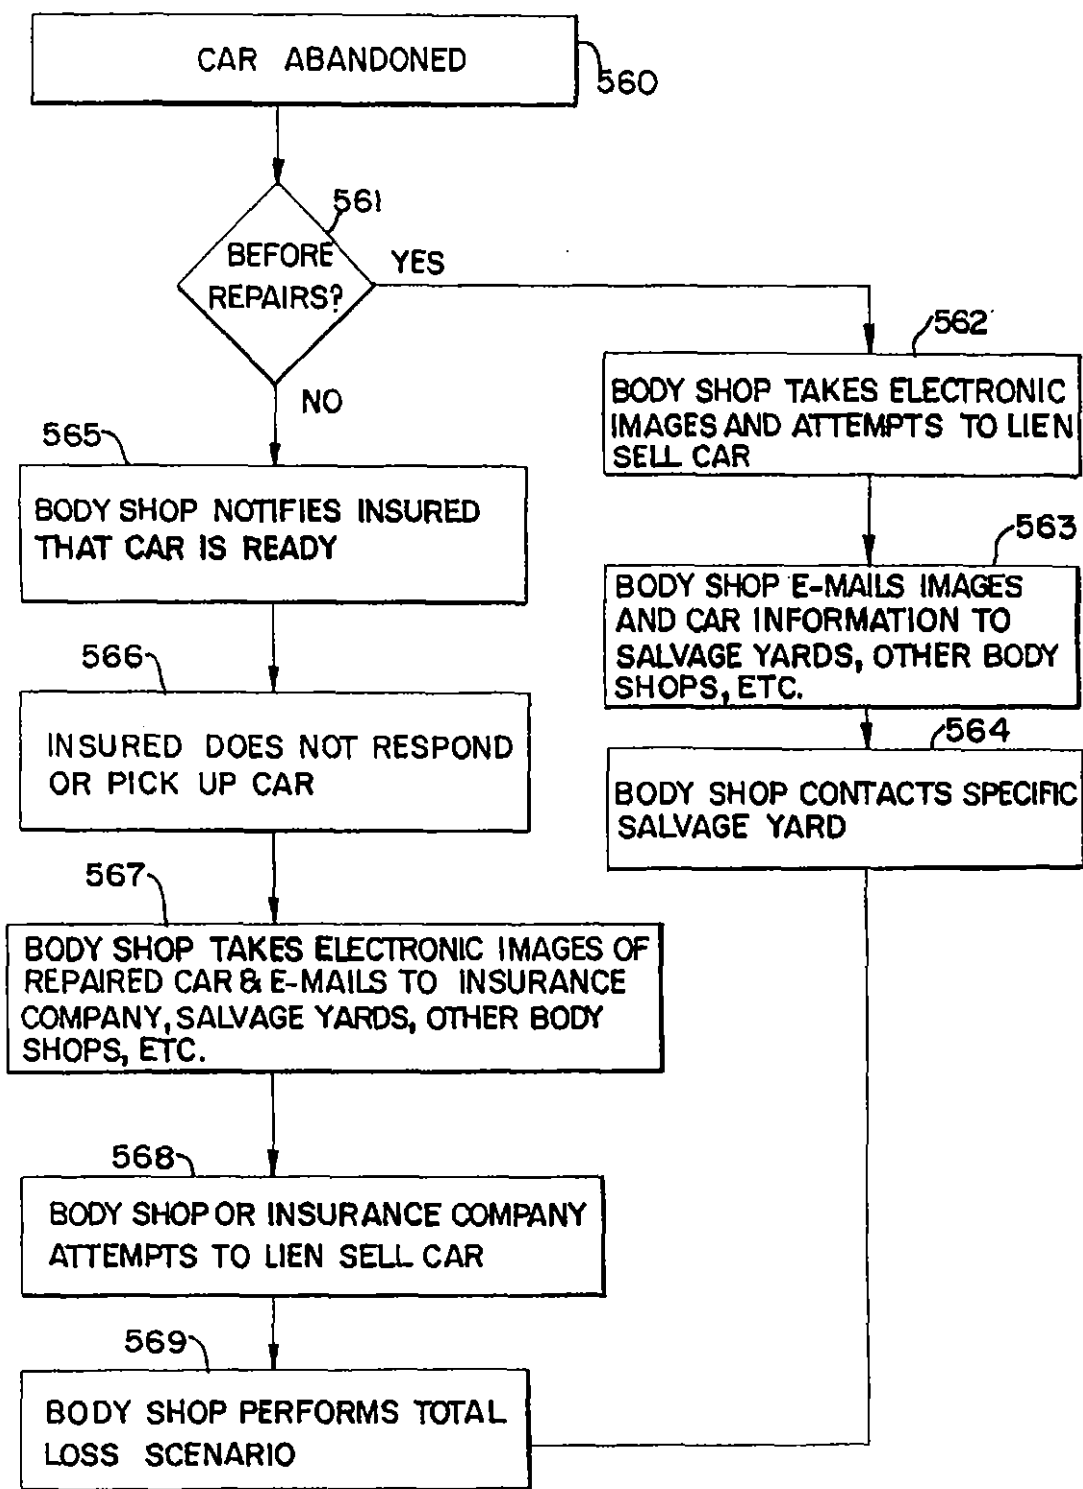 CAR ABANDONED
560
561
BEFORE
REPAIRS?
YES
NO
562
BODY SHOP TAKES ELECTRONIC
IMAGES AND ATTEMPTS TO LIEN
SELL CAR
563
BODY SHOP E-MAILS IMAGES
AND CAR INFORMATION TO
SALVAGE YARDS, OTHER BODY
SHOPS, ETC.
564
BODY SHOP CONTACTS SPECIFIC
SALVAGE YARD
565
BODY SHOP NOTIFIES INSURED
THAT CAR IS READY
566
INSURED DOES NOT RESPOND
OR PICK UP CAR
567
BODY SHOP TAKES ELECTRONIC IMAGES OF
REPAIRED CAR & E-MAILS TO INSURANCE
COMPANY, SALVAGE YARDS, OTHER BODY
SHOPS, ETC.
568
BODY SHOP OR INSURANCE COMPANY
ATTEMPTS TO LIEN SELL CAR
569
BODY SHOP PERFORMS TOTAL
LOSS SCENARIO